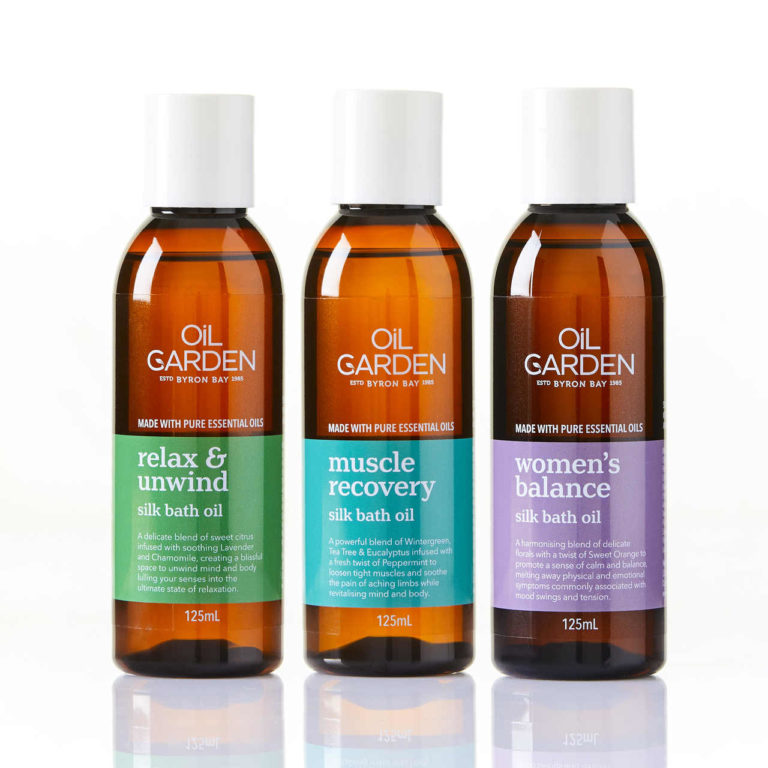 OiL
GARDEN
ESTD BYRON BAY 1985
MADE WITH PURE ESSENTIAL OILS
relax &
unwind
silk bath oil
A delicate blend of sweet citrus
infused with soothing Lavender
and Chamomile, creating a blissful
space to unwind mind and body
lulling your senses into the
ultimate state of relaxation.
125mL
OiL
GARDEN
ESTD BYRON BAY 1985
MADE WITH PURE ESSENTIAL OILS
muscle
recovery
silk bath oil
A powerful blend of Wintergreen,
Tea Tree & Eucalyptus infused with
a fresh twist of Peppermint to
loosen tight muscles and soothe
the pain of aching limbs while
revitalising mind and body.
125mL
OiL
GARDEN
ESTD BYRON BAY 1985
MADE WITH PURE ESSENTIAL OILS
women's
balance
silk bath oil
A harmonising blend of delicate
florals with a twist of Sweet Orange to
promote a sense of calm and balance,
melting away physical and emotional
symptoms commonly associated with
mood swings and tension.
125mL